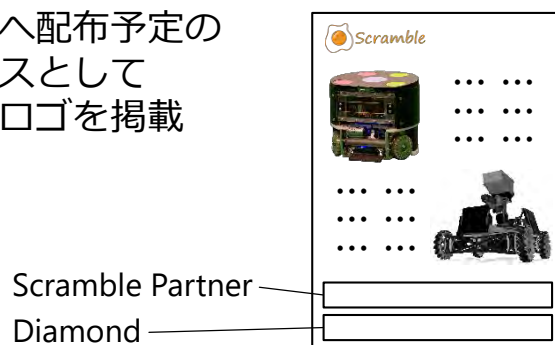 へ配布予定の
スとして
ロゴを掲載
Scramble
… …
… …
… …
… …
… …
… …
Scramble Partner
Diamond